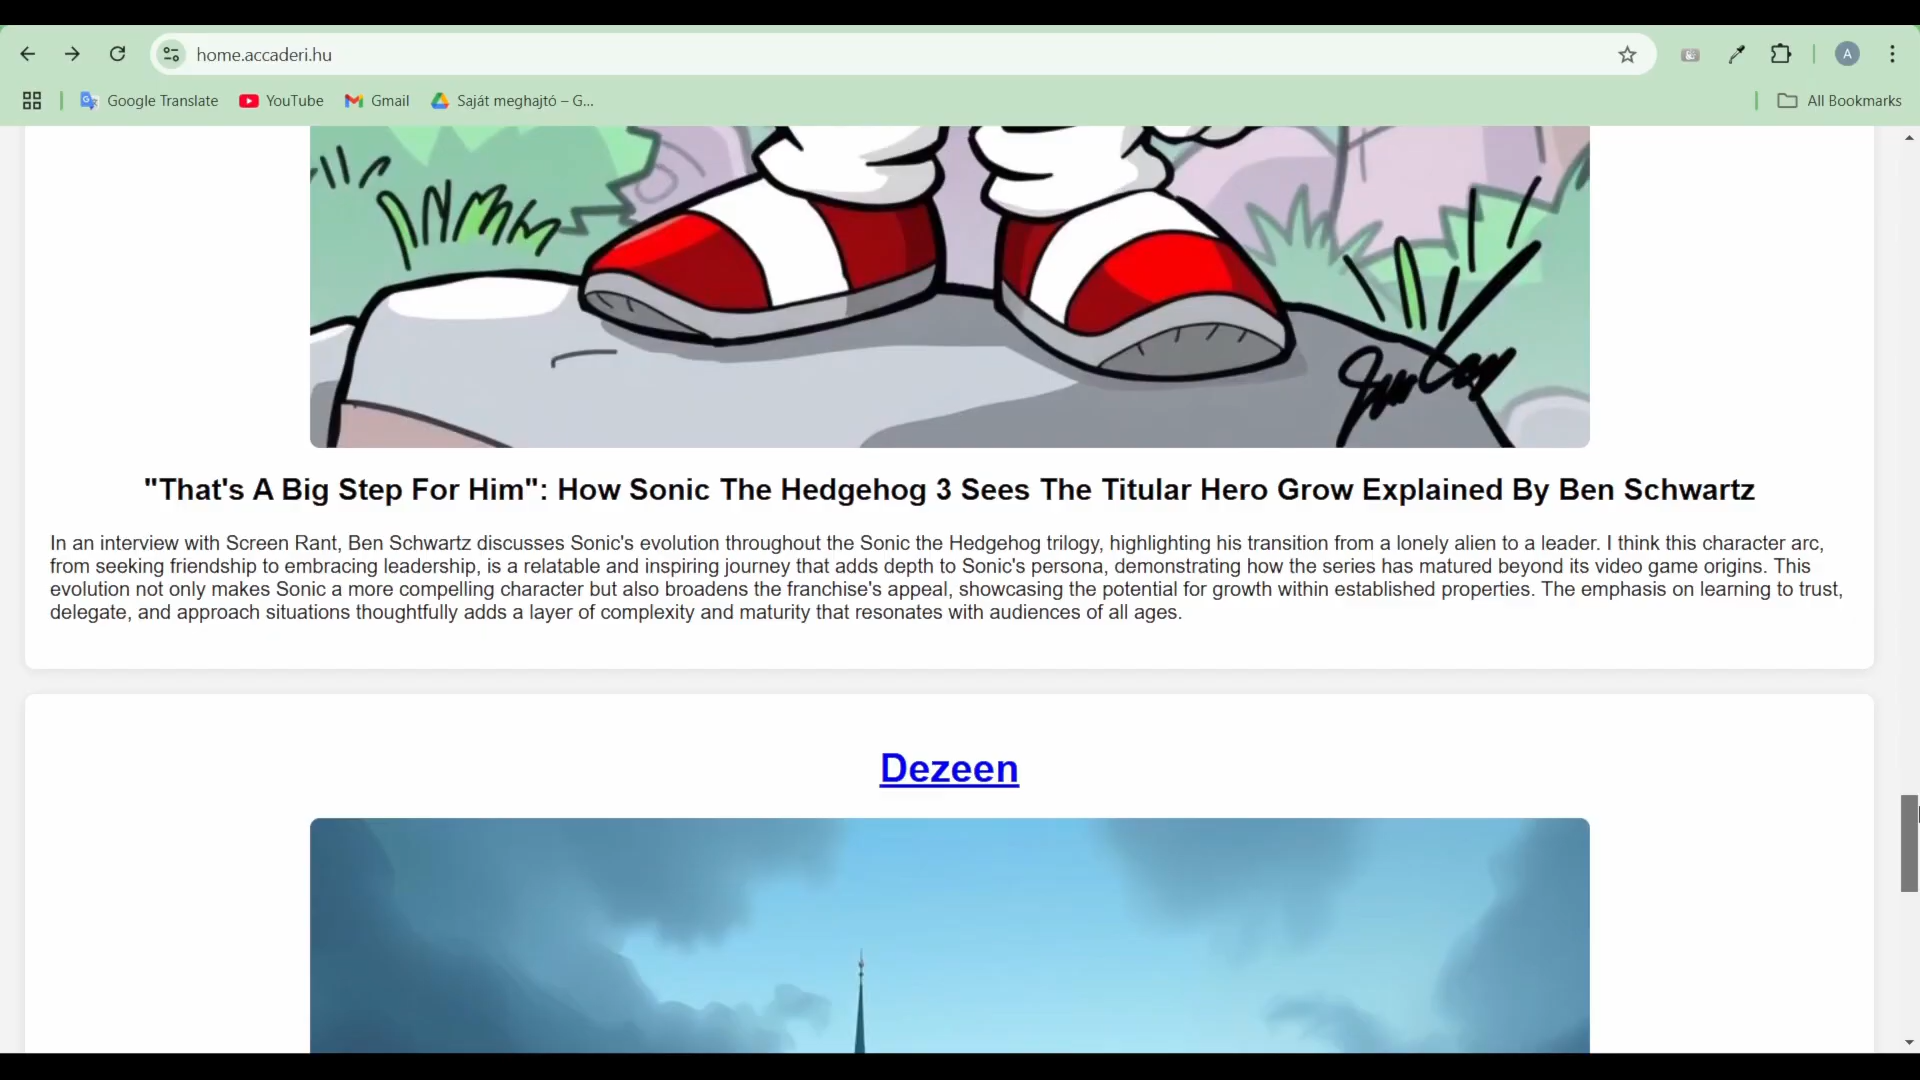 home.accaderi.hu
A
Google Translate
YouTube
Gmail
Saját meghajtó – G...
All Bookmarks
"That's A Big Step For Him": How Sonic The Hedgehog 3 Sees The Titular Hero Grow Explained By Ben Schwartz
In an interview with Screen Rant, Ben Schwartz discusses Sonic's evolution throughout the Sonic the Hedgehog trilogy, highlighting his transition from a lonely alien to a leader. I think this character arc,
from seeking friendship to embracing leadership, is a relatable and inspiring journey that adds depth to Sonic's persona, demonstrating how the series has matured beyond its video game origins. This
evolution not only makes Sonic a more compelling character but also broadens the franchise's appeal, showcasing the potential for growth within established properties. The emphasis on learning to trust,
delegate, and approach situations thoughtfully adds a layer of complexity and maturity that resonates with audiences of all ages.
Dezeen